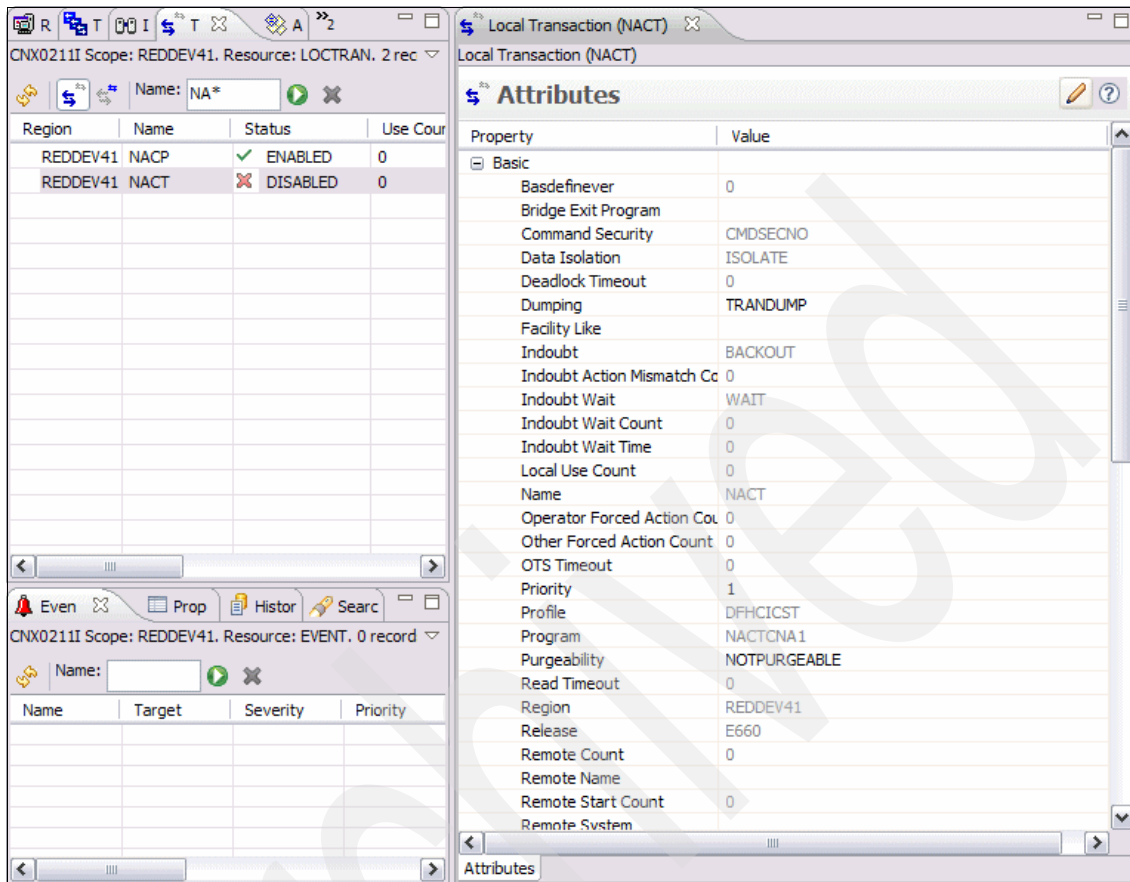 R T I T A »2
CNX0211I Scope: REDDEV41. Resource: LOCTRAN. 2 rec
Name: NA*
Region Name Status Use Cour
REDDEV41 NACP ENABLED 0
REDDEV41 NACT DISABLED 0
Even Prop Histor Searc
CNX0211I Scope: REDDEV41. Resource: EVENT. 0 record
Name:
Name Target Severity Priority
Local Transaction (NACT)
Local Transaction (NACT)
Attributes
Property Value
Basic
Basdefinever 0
Bridge Exit Program
Command Security CMDSECNO
Data Isolation ISOLATE
Deadlock Timeout 0
Dumping TRANDUMP
Facility Like
Indoubt BACKOUT
Indoubt Action Mismatch Co 0
Indoubt Wait WAIT
Indoubt Wait Count 0
Indoubt Wait Time 0
Local Use Count 0
Name NACT
Operator Forced Action Cou 0
Other Forced Action Count 0
OTS Timeout 0
Priority 1
Profile DFHCICST
Program NACTCNA1
Purgeability NOTPURGEABLE
Read Timeout 0
Region REDDEV41
Release E660
Remote Count 0
Remote Name
Remote Start Count 0
Remote System
Attributes